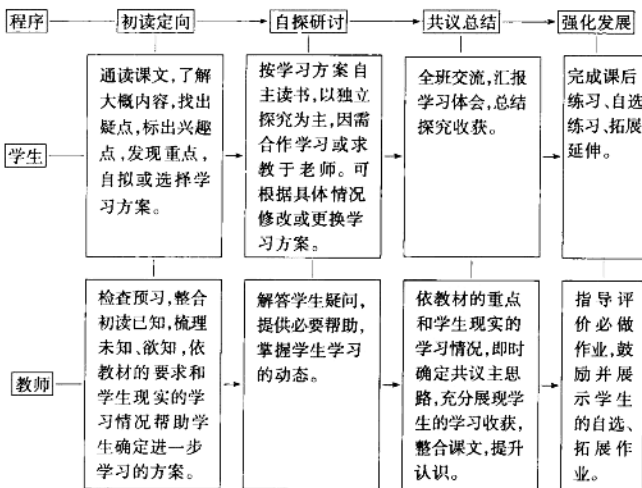 程序
初读定向
自探研讨
共议总结
强化发展
学生
通读课文,了解
大概内容,找出
疑点,标出兴趣
点,发现重点,
自拟或选择学
习方案。
按学习方案自
主读书,以独立
探究为主,因需
合作学习或求
教于老师。可
根据具体情况
修改或更换学
习方案。
全班交流,汇报
学习体会,总结
探究收获。
完成课后
练习、自选
练习、拓展
延伸。
教师
检查预习,整合
初读已知,梳理
未知、欲知,依
教材的要求和
学生现实的学
习情况帮助学
生确定进一步
学习的方案。
解答学生疑问,
提供必要帮助,
掌握学生学习
的动态。
依教材的重点
和学生现实的
学习情况,即时
确定共议主思
路,充分展现学
生的学习收获,
整合课文,提升
认识。
指导评
价必做
作业,鼓
励并展
示学生
的自选、
拓展作
业。